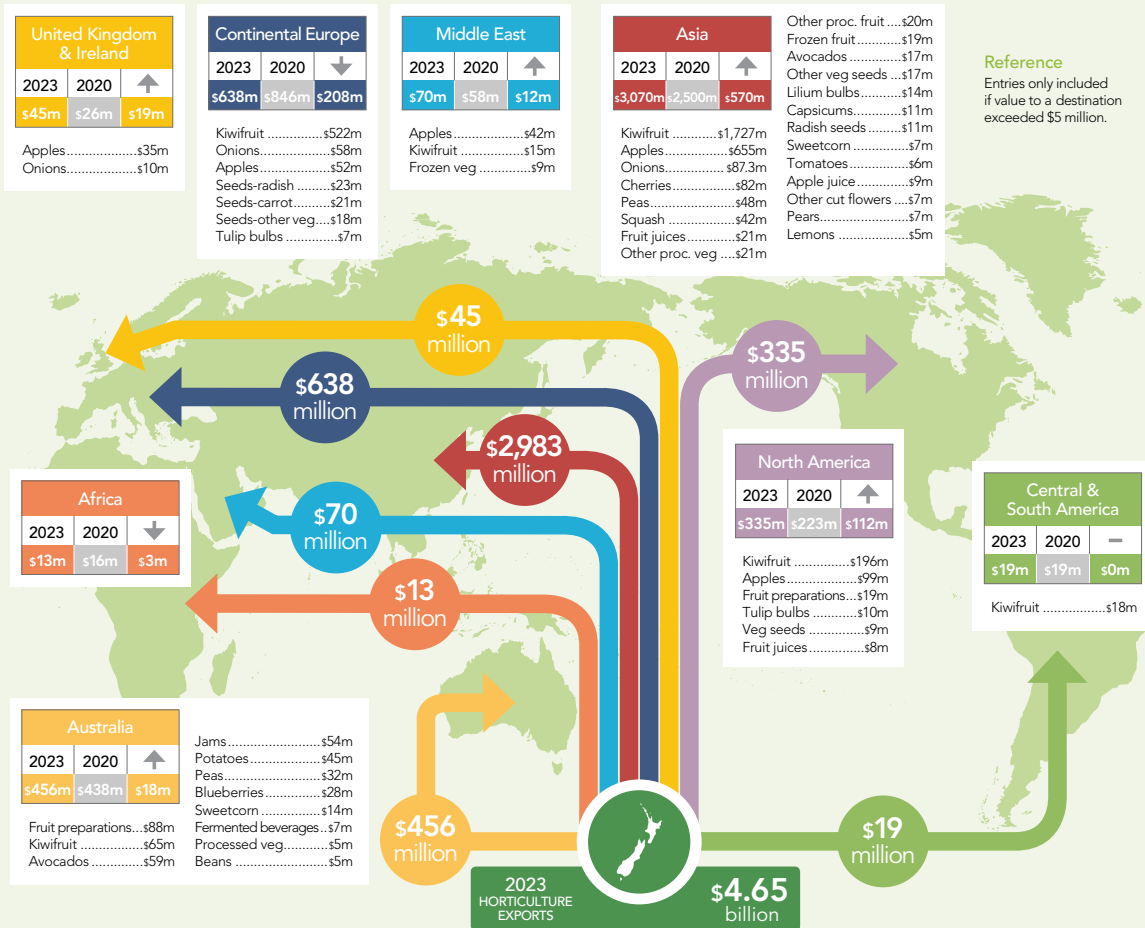 United Kingdom
& Ireland
2023 2020
$45m $26m $19m
Apples.....................$35m
Onions....................$10m
Continental Europe
2023 2020
$638m $846m $208m
Kiwifruit ..............$522m
Onions..................$58m
Apples...................$52m
Seeds-radish ........$23m
Seeds-carrot.........$21m
Seeds-other veg...$18m
Tulip bulbs .............$7m
Middle East
2023 2020
$70m $58m $12m
Apples...................$42m
Kiwifruit ................$15m
Frozen veg .............$9m
Asia
2023 2020
$3,070m $2,500m $570m
Kiwifruit ...........$1,727m
Apples.................$655m
Onions...............$87.3m
Cherries ................$82m
Peas.......................$48m
Squash ..................$42m
Fruit juices............$21m
Other proc. veg ....$21m
Other proc. fruit ....$20m
Frozen fruit............$19m
Avocados..............$17m
Other veg seeds ...$17m
Lilium bulbs...........$14m
Capsicums.............$11m
Radish seeds.........$11m
Sweetcorn ..............$7m
Tomatoes ................$6m
Apple juice..............$9m
Other cut flowers ....$7m
Pears........................$7m
Lemons ...................$5m
Reference
Entries only included
if value to a destination
exceeded $5 million.
$45
million
$335
million
$638
million
$2,983
million
$70
million
$13
million
Africa
2023 2020
$13m $16m $3m
North America
2023 2020
$335m $223m $112m
Kiwifruit ...................$196m
Apples.......................$99m
Fruit preparations...$19m
Tulip bulbs ..............$10m
Veg seeds .................$9m
Fruit juices...............$8m
Central &
South America
2023 2020 –
$19m $19m $0m
Kiwifruit ................$18m
Australia
2023 2020
$456m $438m $18m
Fruit preparations...$88m
Kiwifruit ..................$65m
Avocados ...............$59m
Jams........................$54m
Potatoes..................$45m
Peas.........................$32m
Blueberries..............$28m
Sweetcorn ...............$14m
Fermented beverages..$7m
Processed veg..........$5m
Beans .......................$5m
$456
million
$19
million
2023
HORTICULTURE
EXPORTS
$4.65
billion